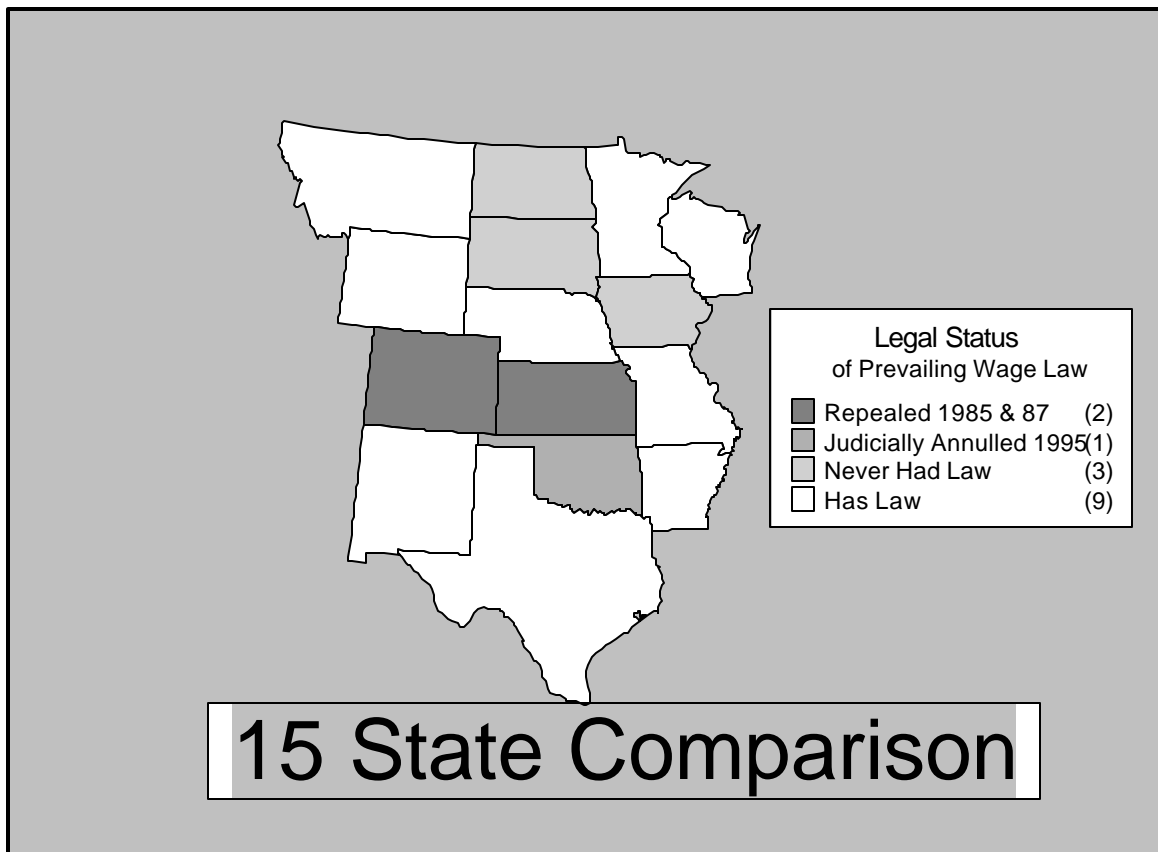 Legal Status
of Prevailing Wage Law
Repealed 1985 & 87 (2)
Judicially Annulled 1995(1)
Never Had Law (3)
Has Law (9)
15 State Comparison